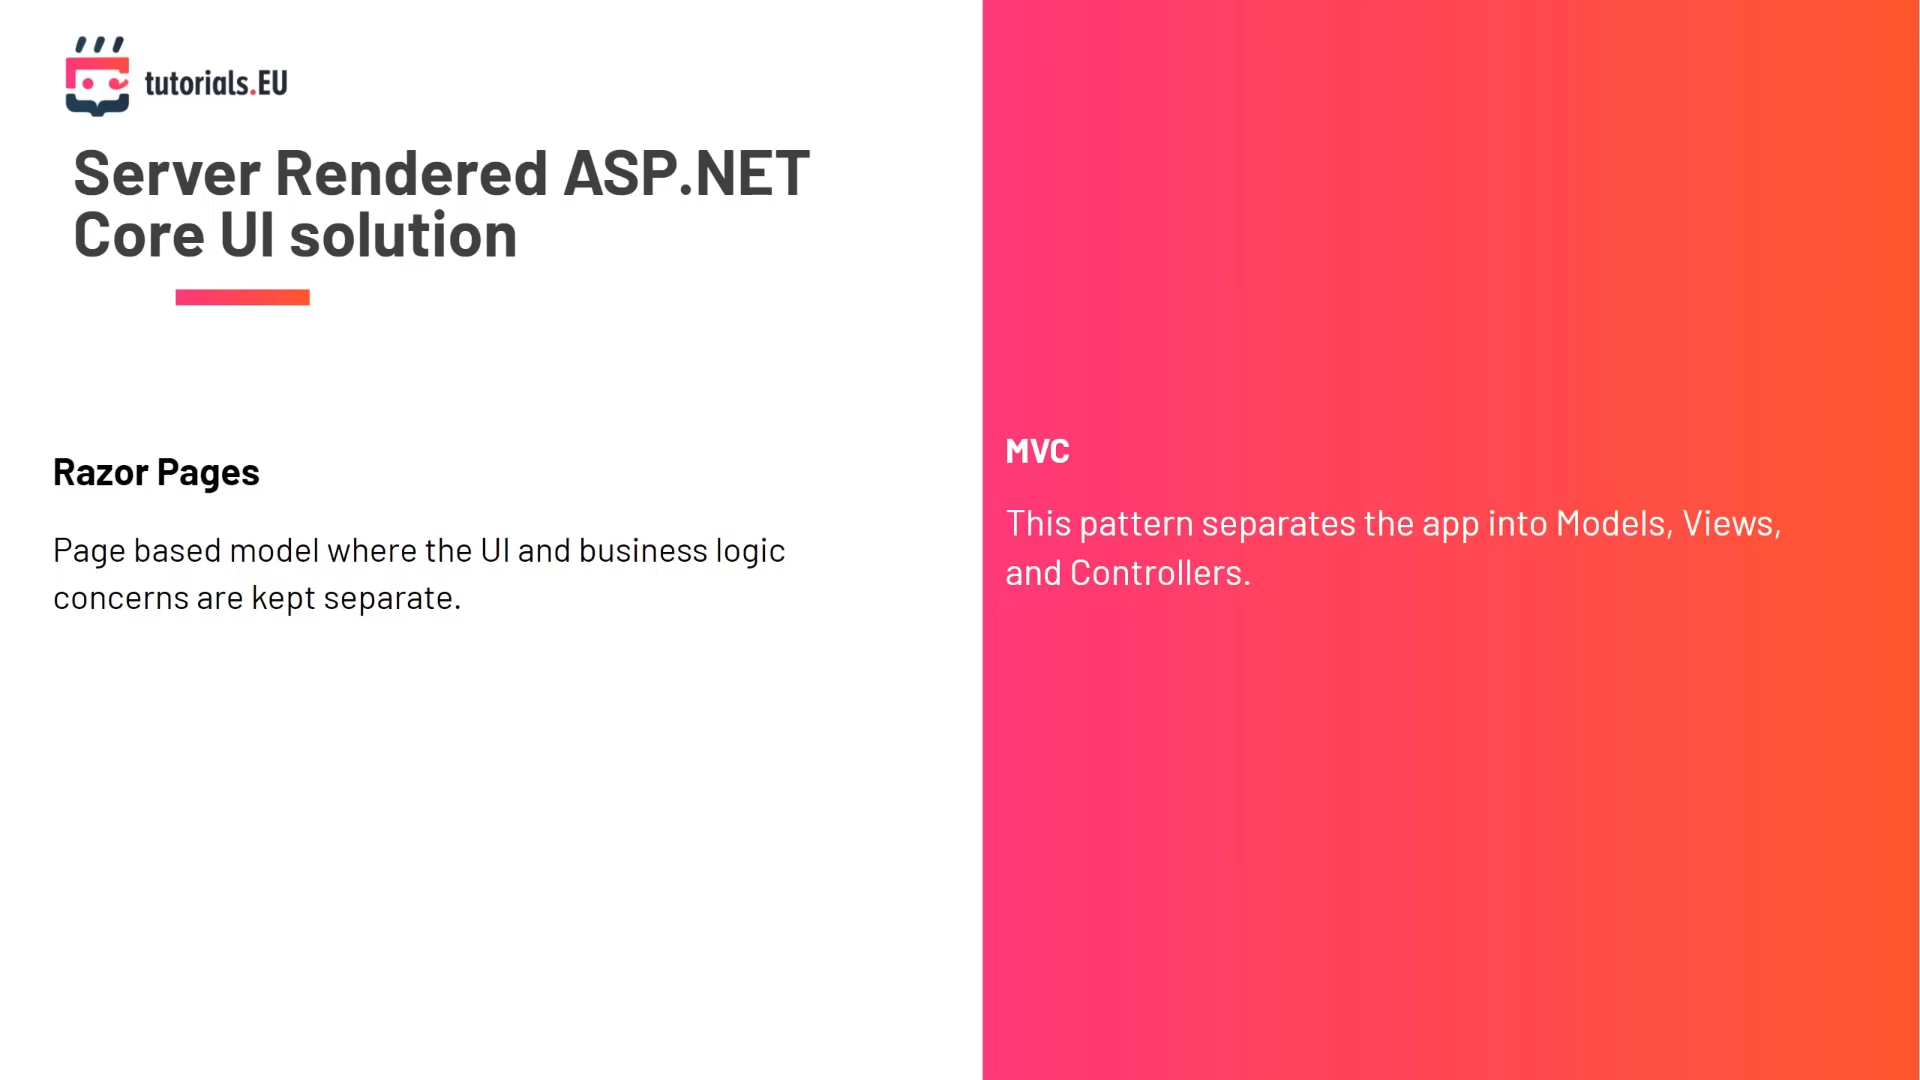 tutorials.EU
Server Rendered ASP.NET
Core UI solution
Razor Pages
Page based model where the UI and business logic
concerns are kept separate.
MVC
This pattern separates the app into Models, Views,
and Controllers.